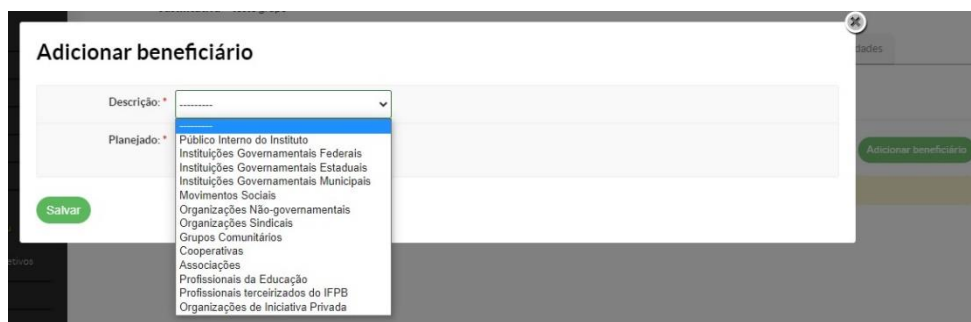 Adicionar beneficiário
dades
Descrição: *
---------
Planejado: *
---------
Público Interno do Instituto
Instituições Governamentais Federais
Instituições Governamentais Estaduais
Instituições Governamentais Municipais
Movimentos Sociais
Organizações Não-governamentais
Organizações Sindicais
Grupos Comunitários
Cooperativas
Associações
Profissionais da Educação
Profissionais terceirizados do IFPB
Organizações de Iniciativa Privada
Adicionar beneficiário
Salvar
etivos